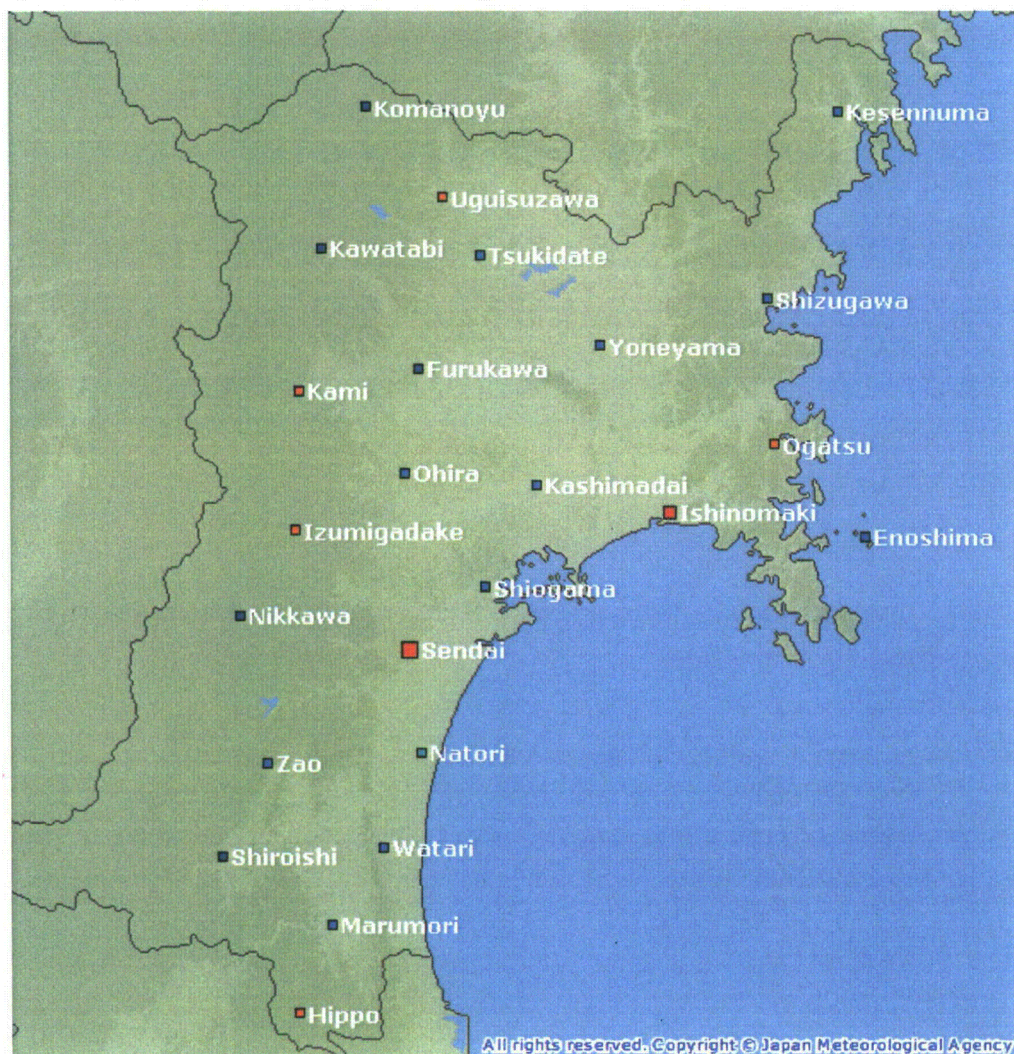 Komanoyu
Kesennuma
Uguisuzawa
Kawatabi
Tsukidate
Shizugawa
Yoneyama
Furukawa
Kami
Ogatsu
Ohira
Kashimadai
Ishinomaki
Izumigadake
Enoshima
Shiogama
Nikkawa
Sendai
Natori
Zao
Watari
Shiroishi
Marumori
Hippo
All rights reserved. Copyright © Japan Meteorological Agency